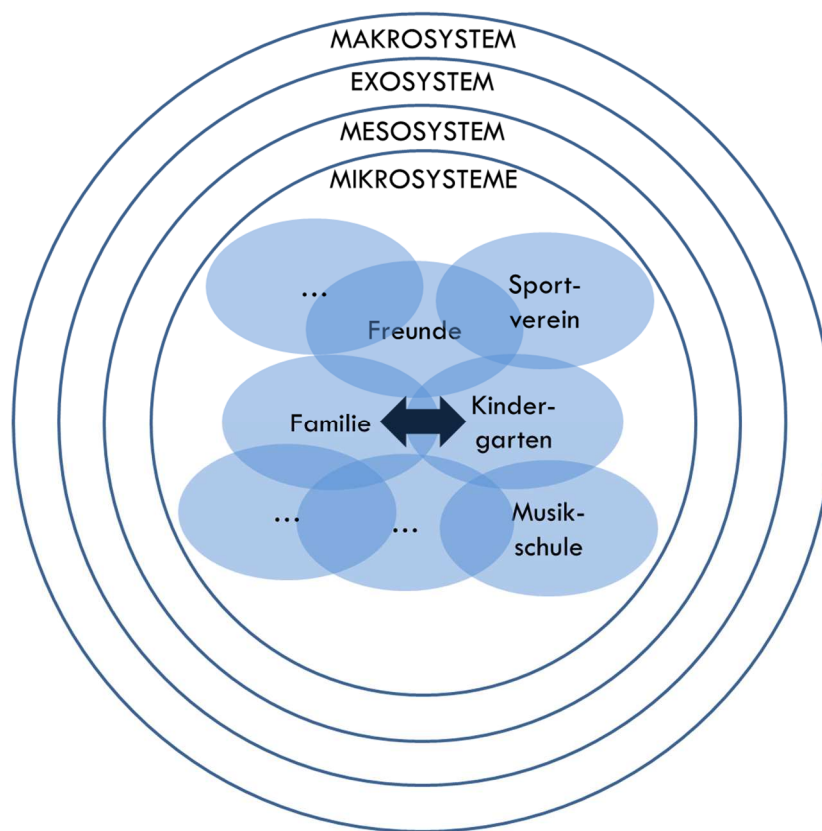 MAKROSYSTEM
EXOSYSTEM
MESOSYSTEM
MIKROSYSTEME
...
Sport-
verein
Freunde
Familie
Kinder-
garten
...
...
Musik-
schule